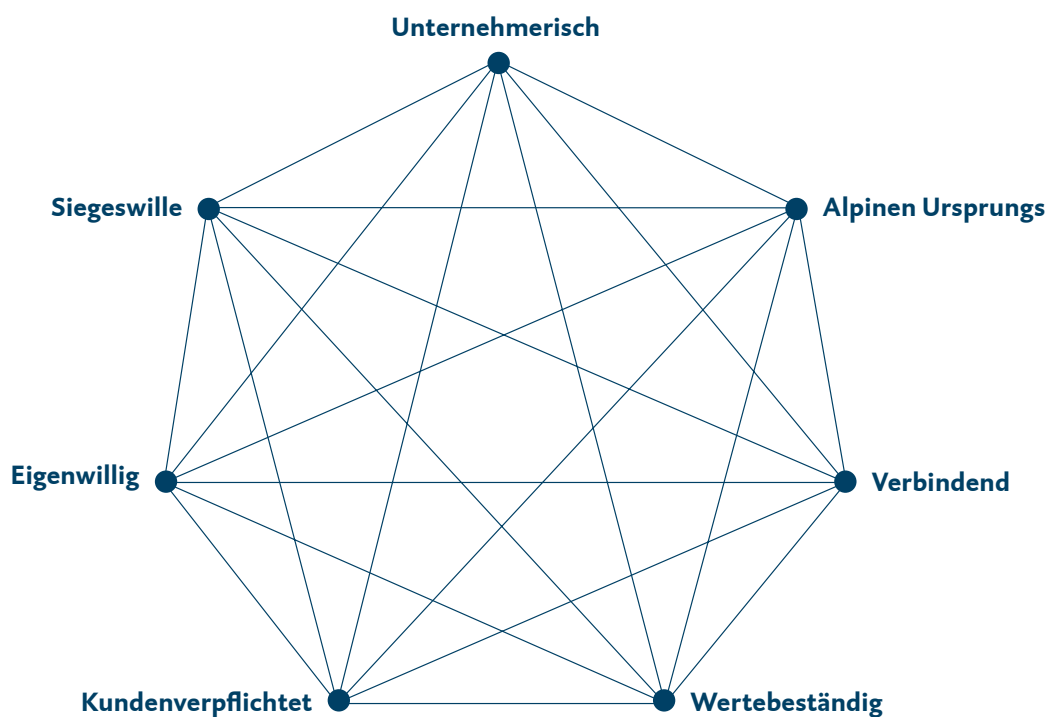 Unternehmerisch
Siegeswille
Alpinen Ursprungs
Eigenwillig
Verbindend
Kundenverpflichtet
Wertebeständig